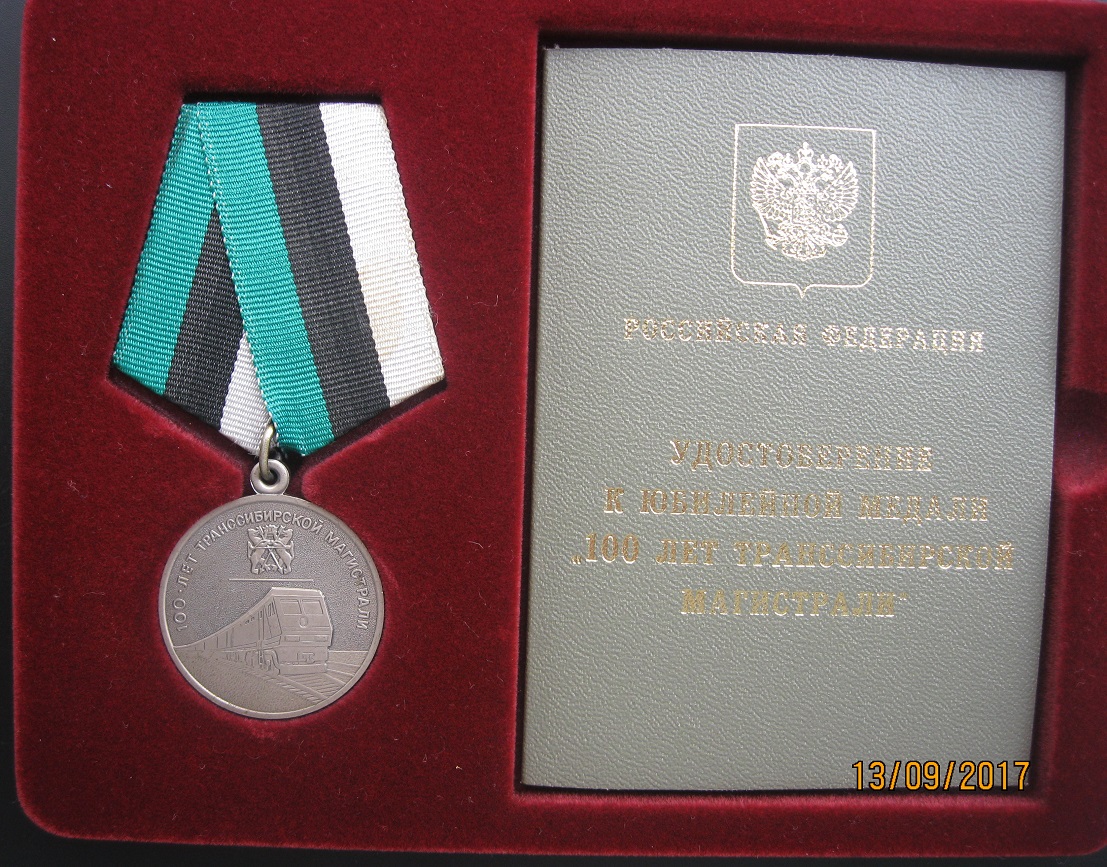 100 ЛЕТ ТРАНССИБИРСКОЙ МАГИСТРАЛИ
РОССИЙСКАЯ ФЕДЕРАЦИЯ
УДОСТОВЕРЕНИЕ
К ЮБИЛЕЙНОЙ МЕДАЛИ
„100 ЛЕТ ТРАНССИБИРСКОЙ
МАГИСТРАЛИ"
13/09/2017